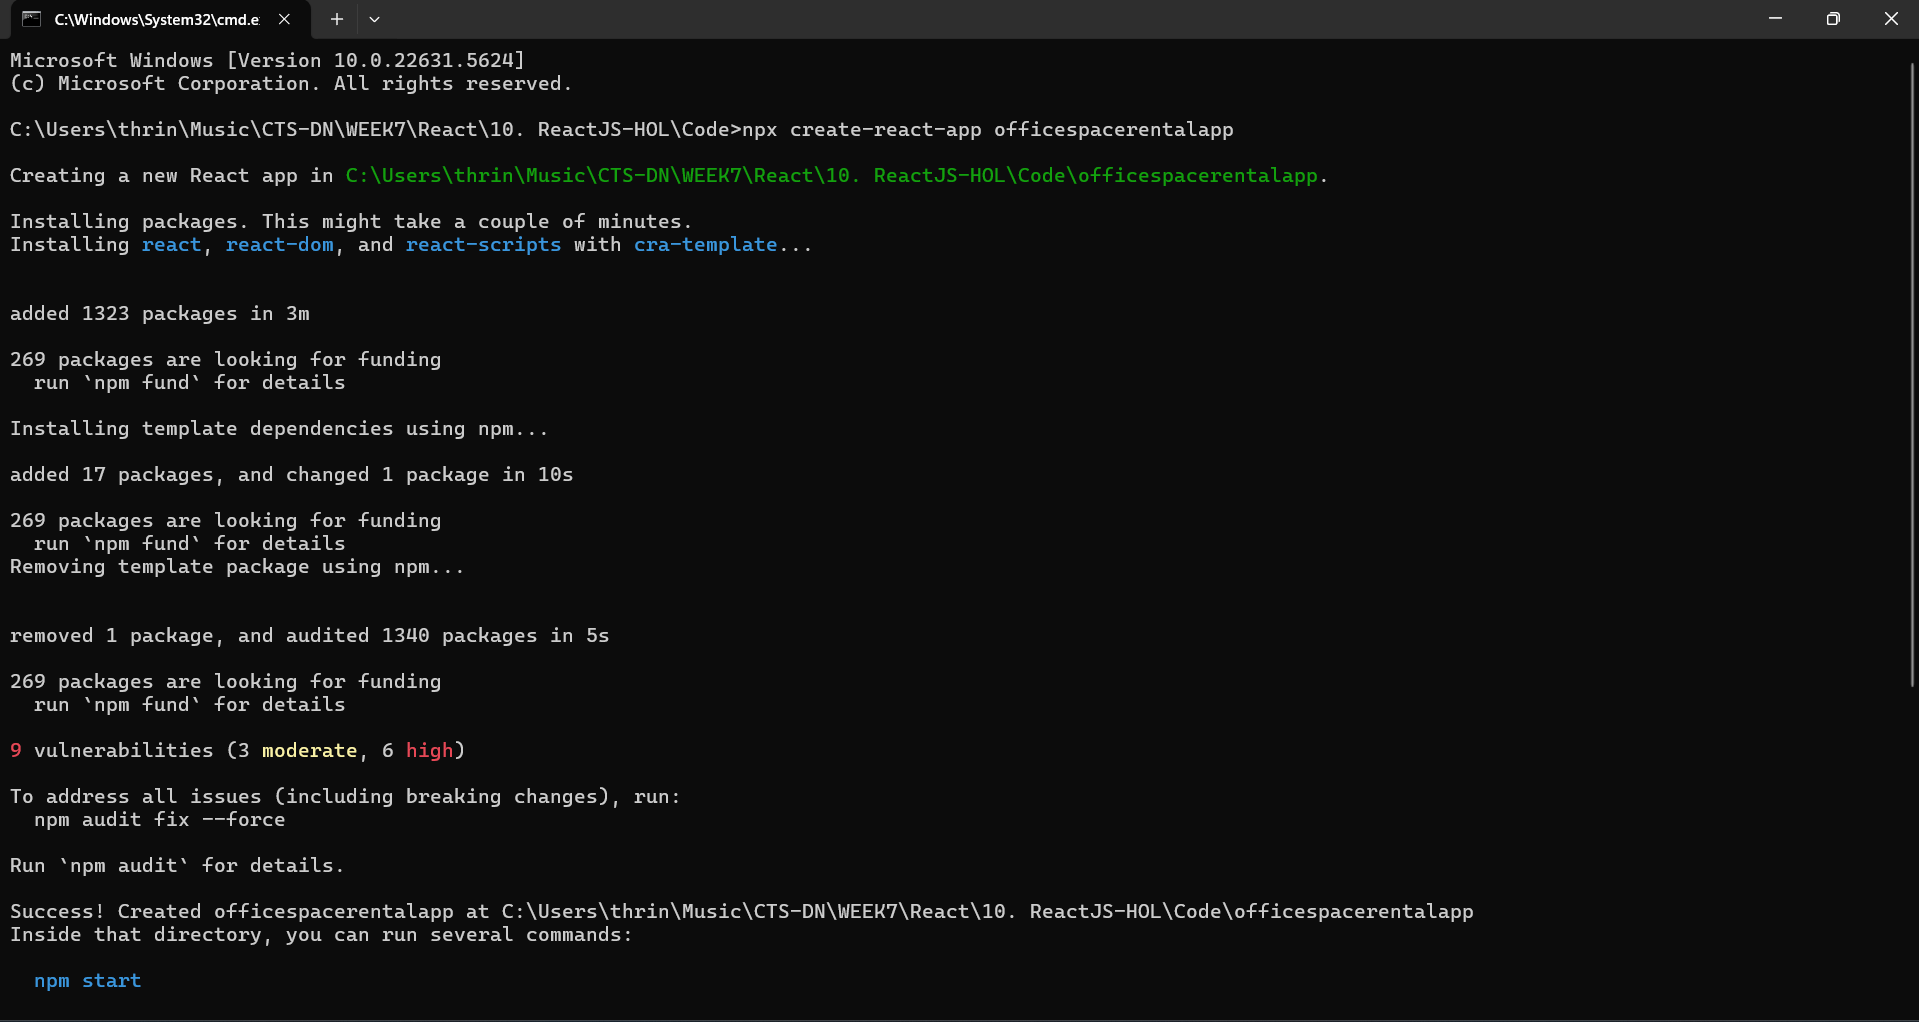 C:\Windows\System32\cmd.e
Microsoft Windows [Version 10.0.22631.5624]
(c) Microsoft Corporation. All rights reserved.
C:\Users\thrin\Music\CTS-DN\WEEK7\React\10. ReactJS-HOL\Code>npx create-react-app officespacerentalapp
Creating a new React app in C:\Users\thrin\Music\CTS-DN\WEEK7\React\10. ReactJS-HOL\Code\officespacerentalapp.
Installing packages. This might take a couple of minutes.
Installing react, react-dom, and react-scripts with cra-template...
added 1323 packages in 3m
269 packages are looking for funding
  run `npm fund` for details
Installing template dependencies using npm...
added 17 packages, and changed 1 package in 10s
269 packages are looking for funding
  run `npm fund` for details
Removing template package using npm...
removed 1 package, and audited 1340 packages in 5s
269 packages are looking for funding
  run `npm fund` for details
9 vulnerabilities (3 moderate, 6 high)
To address all issues (including breaking changes), run:
  npm audit fix --force
Run `npm audit` for details.
Success! Created officespacerentalapp at C:\Users\thrin\Music\CTS-DN\WEEK7\React\10. ReactJS-HOL\Code\officespacerentalapp
Inside that directory, you can run several commands:
  npm start